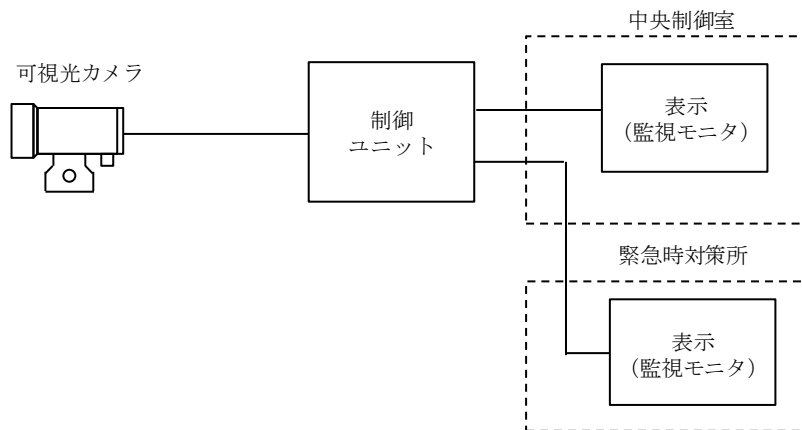 中央制御室
可視光カメラ
制御
ユニット
表示
(監視モニタ)
緊急時対策所
表示
(監視モニタ)